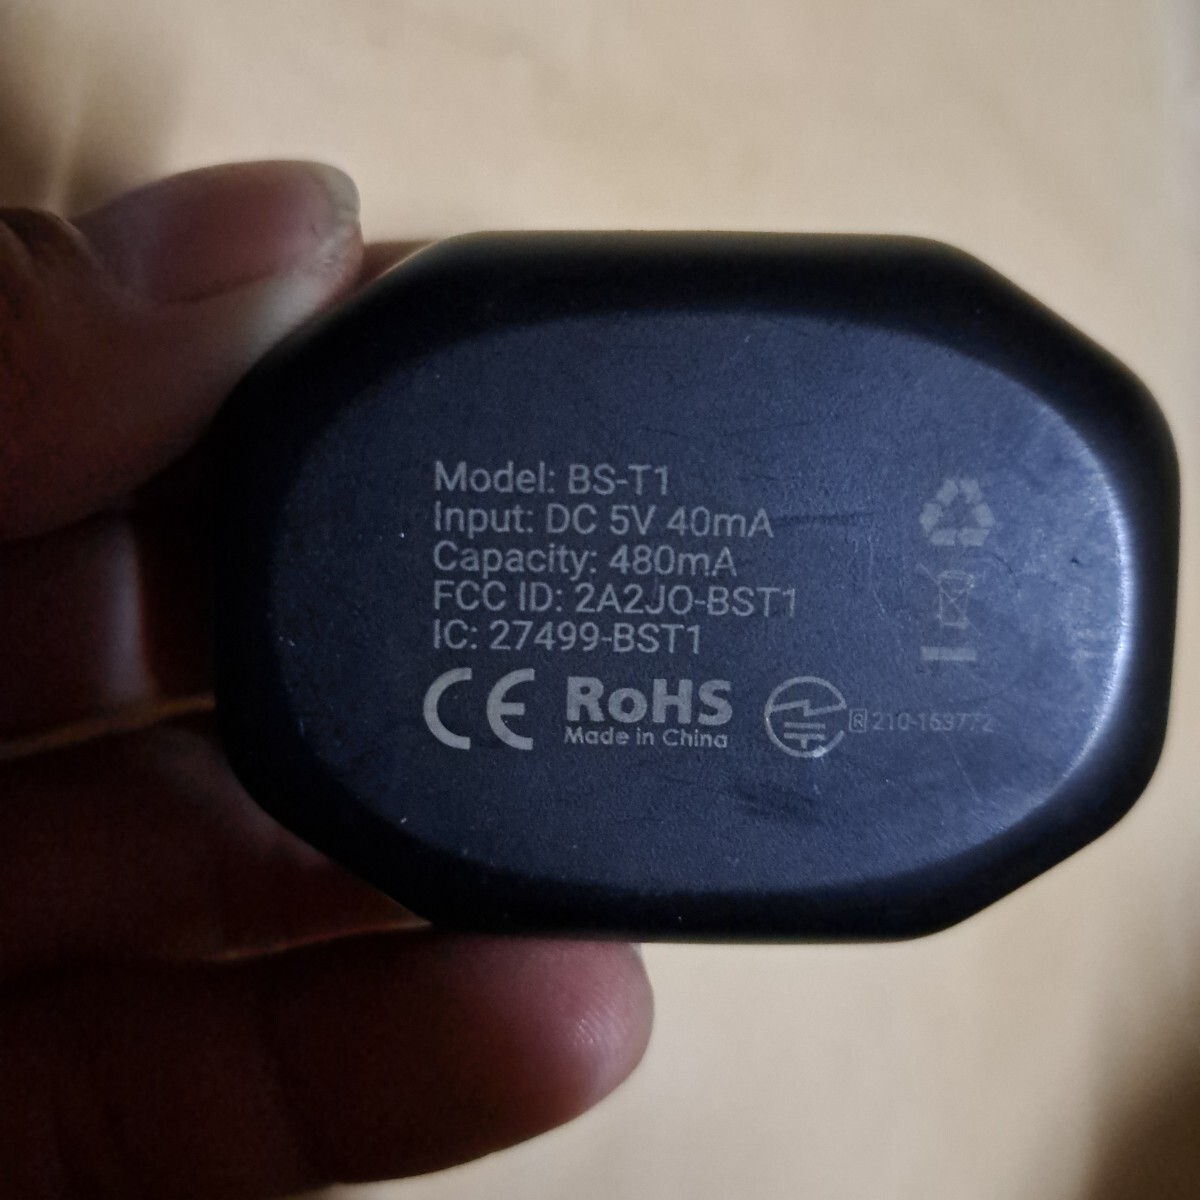 Model: BS-T1
Input: DC 5V 40mA
Capacity: 480mA
FCC ID: 2A2JO-BST1
IC: 27499-BST1
CE RoHS
Made in China
R 210-163772